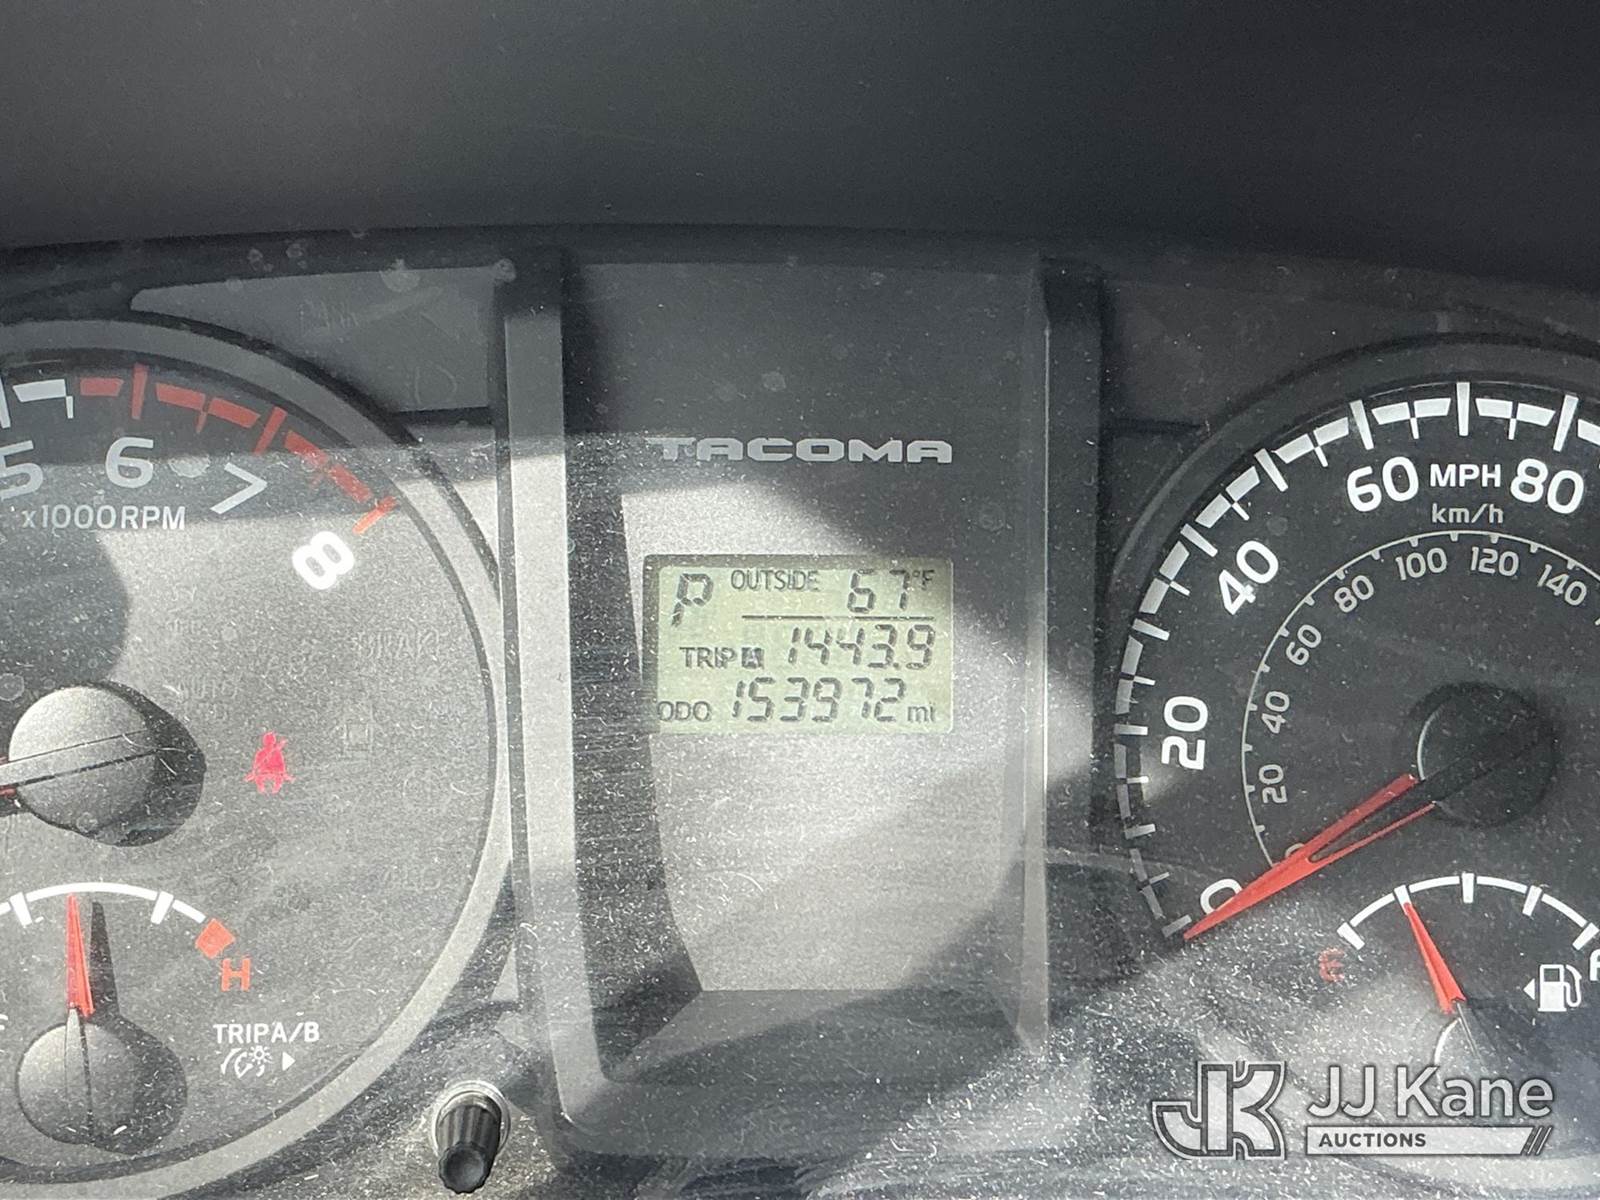 5 6 7 8
x1000RPM
TACOMA
P OUTSIDE 67°F
TRIP A 1443.9
ODO 153972 mi
0 20 40 60 MPH 80
km/h
20 40 60 80 100 120 140
E F
H
TRIP A/B
JJ Kane
AUCTIONS